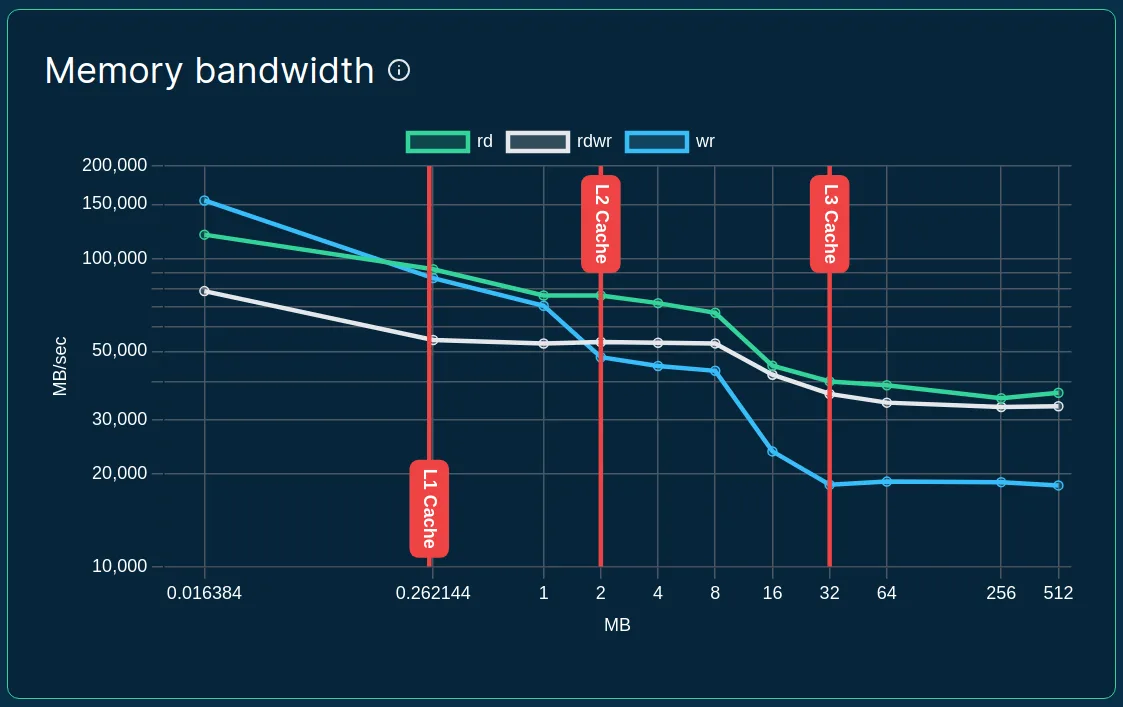 Memory bandwidth
rd rdwr wr
200,000
150,000
100,000
50,000
30,000
20,000
10,000
MB/sec
L1 Cache
L2 Cache
L3 Cache
0.016384 0.262144 1 2 4 8 16 32 64 256 512
MB